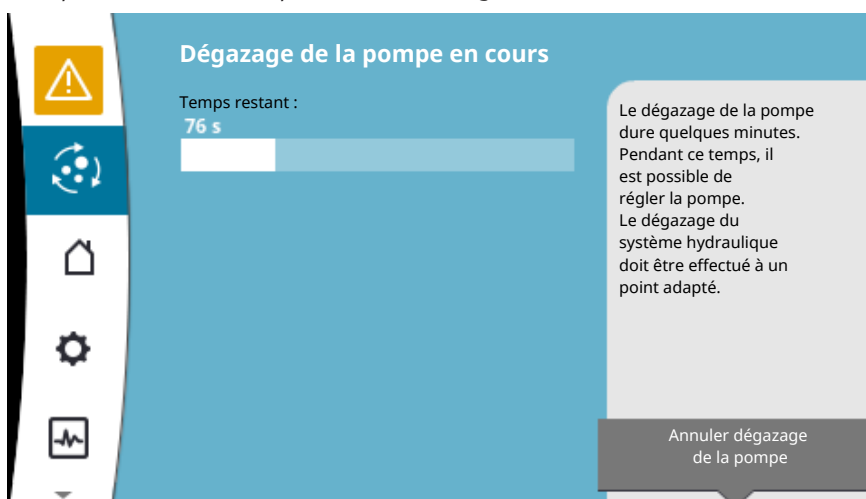 Dégazage de la pompe en cours
Temps restant :
76 s
Le dégazage de la pompe
dure quelques minutes.
Pendant ce temps, il
est possible de
régler la pompe.
Le dégazage du
système hydraulique
doit être effectué à un
point adapté.
Annuler dégazage
de la pompe